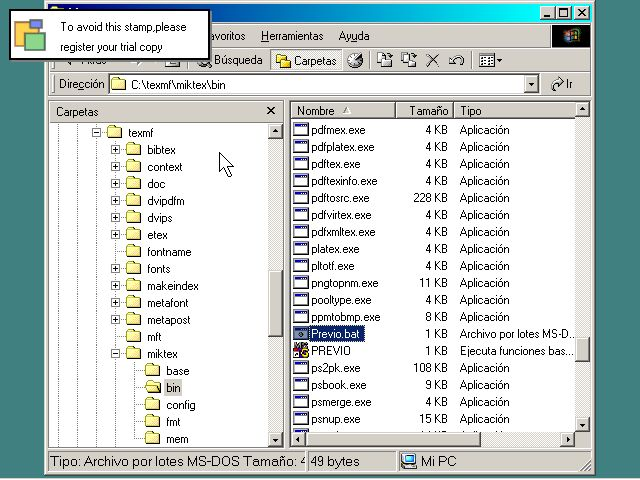 To avoid this stamp,please
register your trial copy
Favoritos Herramientas
Atrás Búsqueda Carpetas
Dirección C:\texmf\miktex\bin Ir
Carpetas
texmf
bibtex
context
doc
dvipdfm
dvips
etex
fontname
fonts
makeindex
metafont
metapost
mft
miktex
base
bin
config
fmt
mem
Nombre Tamaño Tipo
pdfmex.exe 4 KB Aplicación
pdfplatex.exe 4 KB Aplicación
pdftex.exe 4 KB Aplicación
pdftexinfo.exe 4 KB Aplicación
pdftosrc.exe 228 KB Aplicación
pdfvirtex.exe 4 KB Aplicación
pdfxmltex.exe 4 KB Aplicación
platex.exe 4 KB Aplicación
pltotf.exe 4 KB Aplicación
pngtopnm.exe 11 KB Aplicación
pooltype.exe 4 KB Aplicación
ppmtobmp.exe 8 KB Aplicación
Previo.bat 1 KB Archivo por lotes MS-D...
PREVIO 1 KB Ejecuta funciones bas...
ps2pk.exe 108 KB Aplicación
psbook.exe 9 KB Aplicación
psmerge.exe 4 KB Aplicación
psnup.exe 15 KB Aplicación
Tipo: Archivo por lotes MS-DOS Tamaño: 4 49 bytes Mi PC